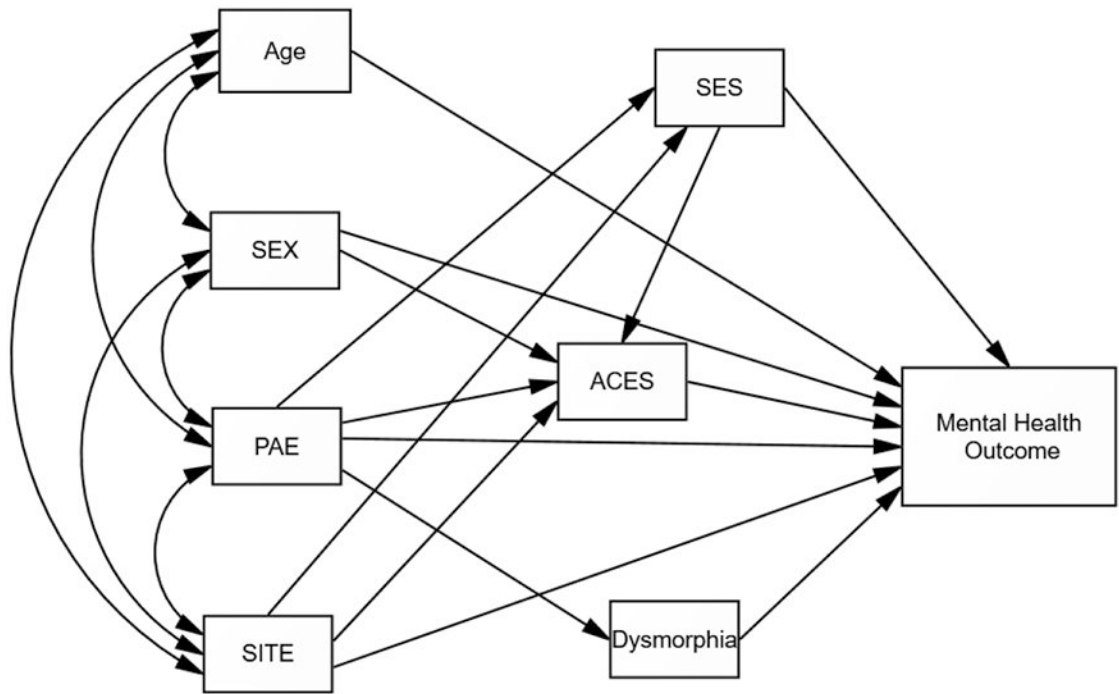 Age
SES
SEX
ACES
PAE
Mental Health
Outcome
Dysmorphia
SITE